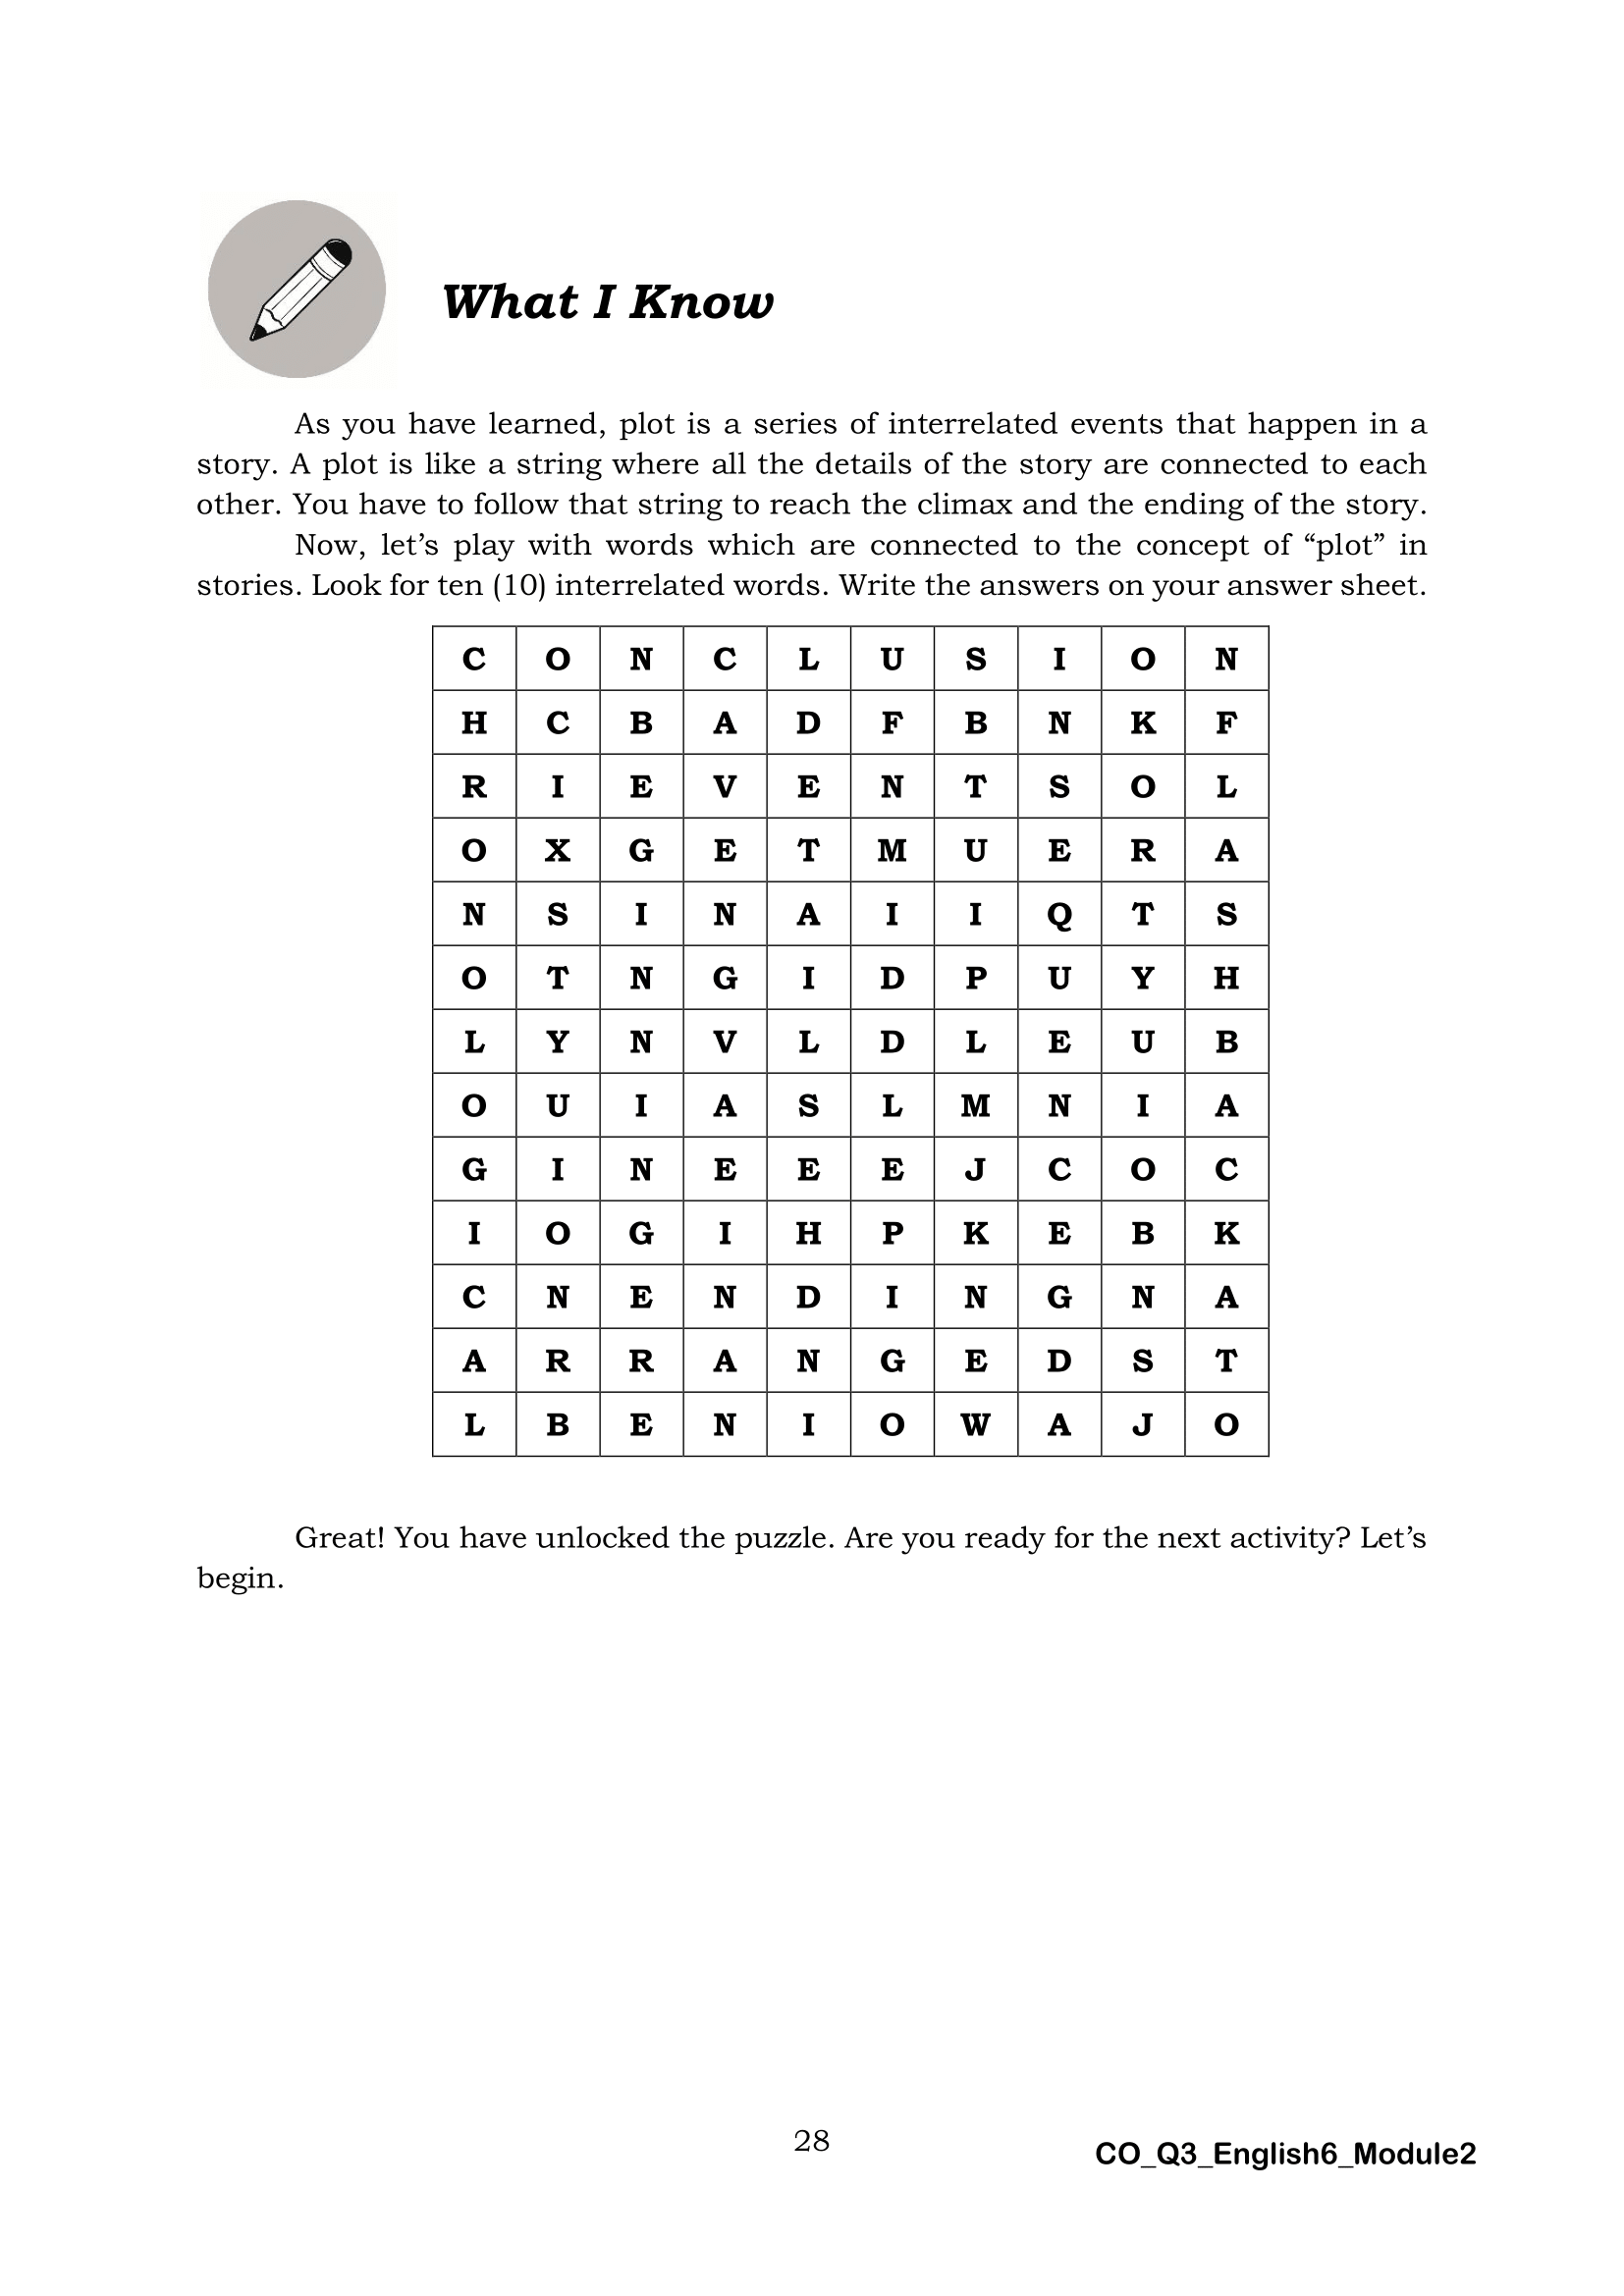 What I Know
As you have learned, plot is a series of interrelated events that happen in a
story. A plot is like a string where all the details of the story are connected to each
other. You have to follow that string to reach the climax and the ending of the story.
Now, let’s play with words which are connected to the concept of “plot” in
stories. Look for ten (10) interrelated words. Write the answers on your answer sheet.
C O N C L U S I O N
H C B A D F B N K F
R I E V E N T S O L
O X G E T M U E R A
N S I N A I I Q T S
O T N G I D P U Y H
L Y N V L D L E U B
O U I A S L M N I A
G I N E E E J C O C
I O G I H P K E B K
C N E N D I N G N A
A R R A N G E D S T
L B E N I O W A J O
Great! You have unlocked the puzzle. Are you ready for the next activity? Let’s
begin.
28
CO_Q3_English6_Module2